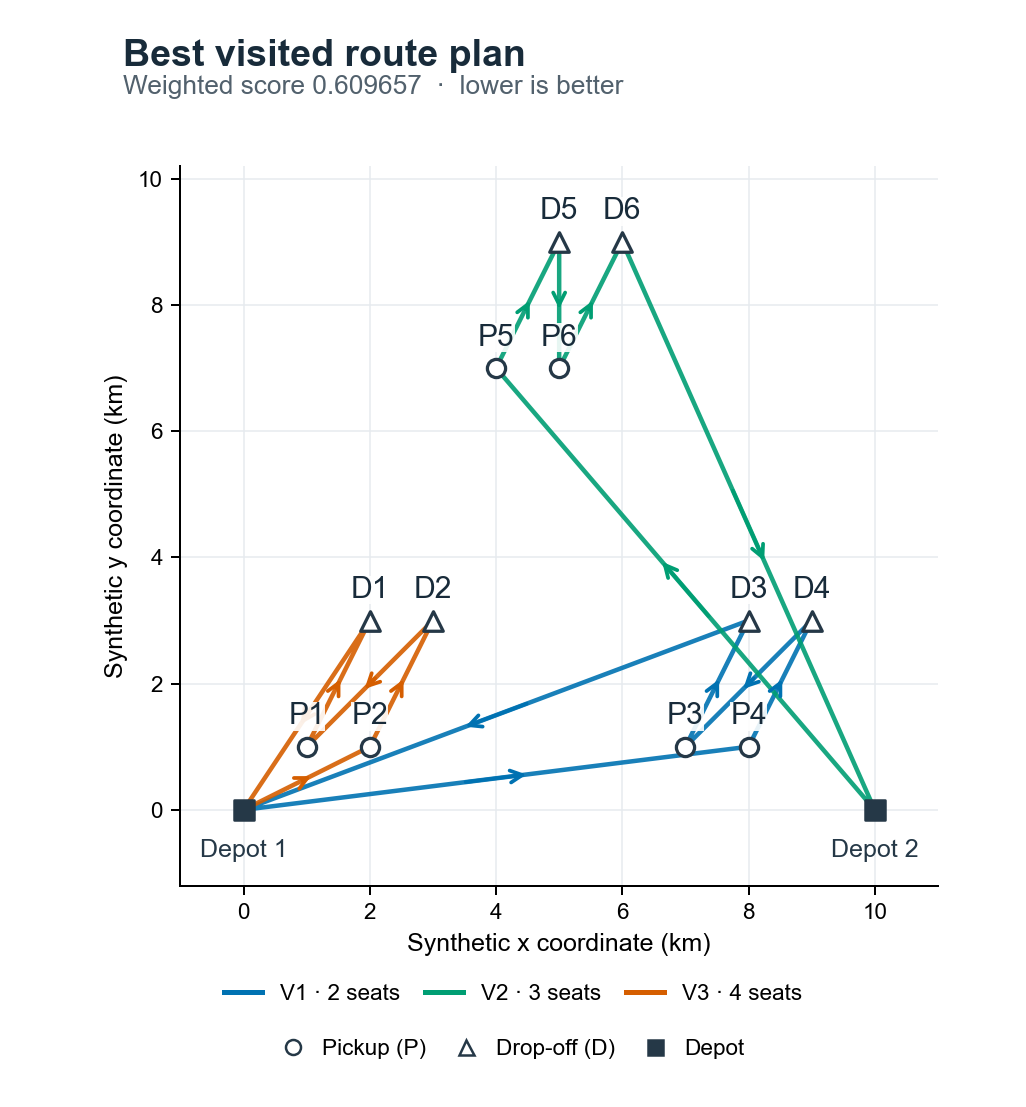 Best visited route plan
Weighted score 0.609657 · lower is better
10
D5 D6
8
P5 P6
6
4
D3 D4
D1 D2
2
P1 P2 P3 P4
0
Depot 1 Depot 2
0 2 4 6 8 10
Synthetic x coordinate (km)
Synthetic y coordinate (km)
V1 · 2 seats V2 · 3 seats V3 · 4 seats
Pickup (P) Drop-off (D) Depot